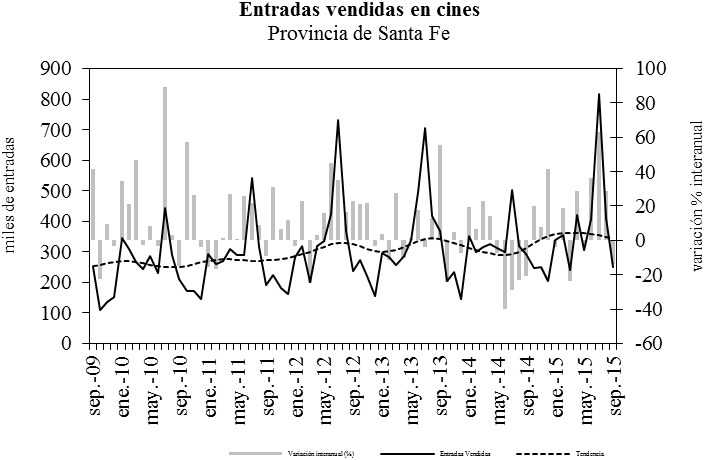 Entradas vendidas en cines
Provincia de Santa Fe
miles de entradas
900
800
700
600
500
400
300
200
100
0
100
80
60
40
20
0
-20
-40
-60
variación % interanual
sep.-09
ene.-10
may.-10
sep.-10
ene.-11
may.-11
sep.-11
ene.-12
may.-12
sep.-12
ene.-13
may.-13
sep.-13
ene.-14
may.-14
sep.-14
ene.-15
may.-15
sep.-15
Variación interanual (%) Entradas Vendidas Tendencia